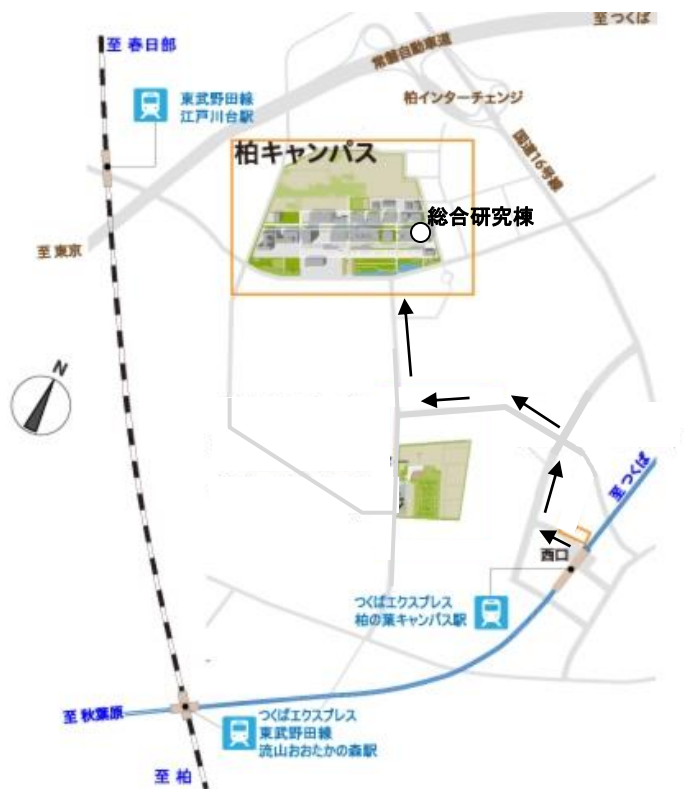 至 つくば
至 春日部
常磐自動車道
東武野田線
江戸川台駅
柏インターチェンジ
国道16号線
柏キャンパス
総合研究棟
至 東京
N
至 つくば
西口
つくばエクスプレス
柏の葉キャンパス駅
至 秋葉原
つくばエクスプレス
東武野田線
流山おおたかの森駅
至 柏